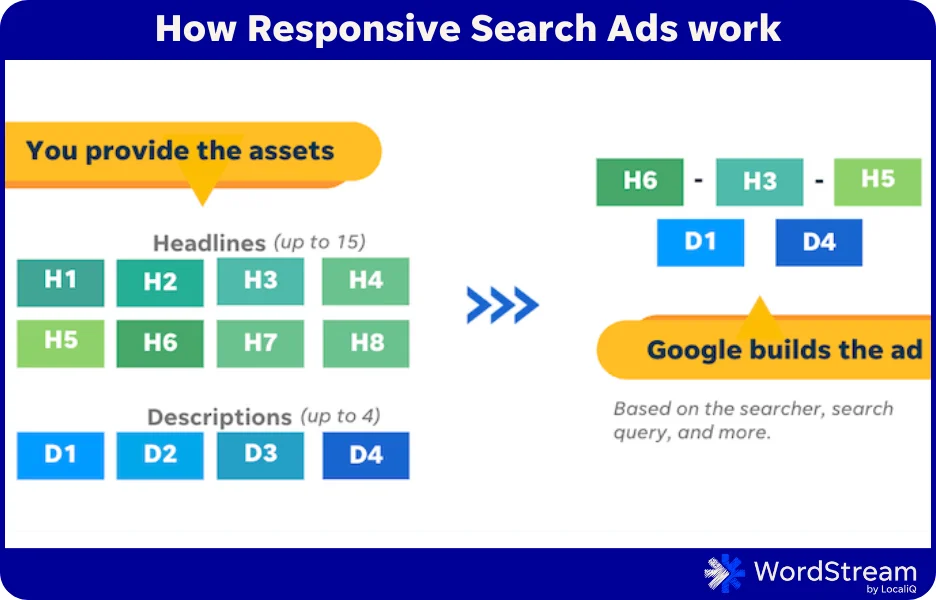 How Responsive Search Ads work
You provide the assets
Headlines (up to 15)
H1 H2 H3 H4
H5 H6 H7 H8
Descriptions (up to 4)
D1 D2 D3 D4
H6 - H3 - H5
D1 D4
Google builds the ad
Based on the searcher, search
query, and more.
WordStream
by LocaliQ